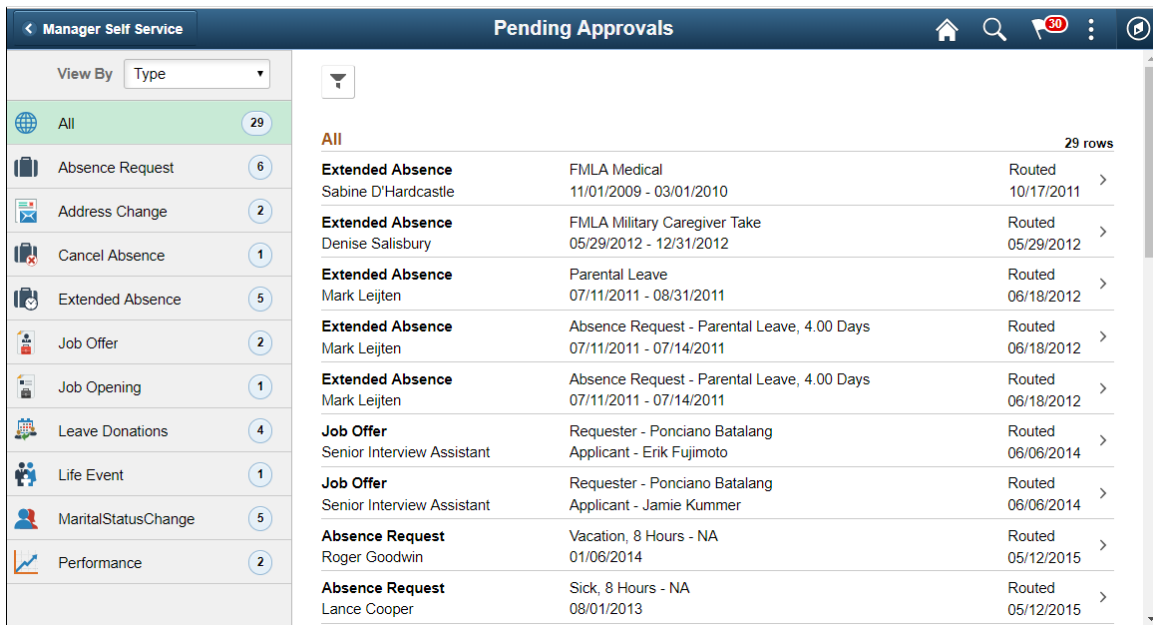 Manager Self Service
Pending Approvals
30
View By Type
All 29
Absence Request 6
Address Change 2
Cancel Absence 1
Extended Absence 5
Job Offer 2
Job Opening 1
Leave Donations 4
Life Event 1
MaritalStatusChange 5
Performance 2
All
29 rows
Extended Absence FMLA Medical Routed
Sabine D'Hardcastle 11/01/2009 - 03/01/2010 10/17/2011
Extended Absence FMLA Military Caregiver Take Routed
Denise Salisbury 05/29/2012 - 12/31/2012 05/29/2012
Extended Absence Parental Leave Routed
Mark Leijten 07/11/2011 - 08/31/2011 06/18/2012
Extended Absence Absence Request - Parental Leave, 4.00 Days Routed
Mark Leijten 07/11/2011 - 07/14/2011 06/18/2012
Extended Absence Absence Request - Parental Leave, 4.00 Days Routed
Mark Leijten 07/11/2011 - 07/14/2011 06/18/2012
Job Offer Requester - Ponciano Batalang Routed
Senior Interview Assistant Applicant - Erik Fujimoto 06/06/2014
Job Offer Requester - Ponciano Batalang Routed
Senior Interview Assistant Applicant - Jamie Kummer 06/06/2014
Absence Request Vacation, 8 Hours - NA Routed
Roger Goodwin 01/06/2014 05/12/2015
Absence Request Sick, 8 Hours - NA Routed
Lance Cooper 08/01/2013 05/12/2015